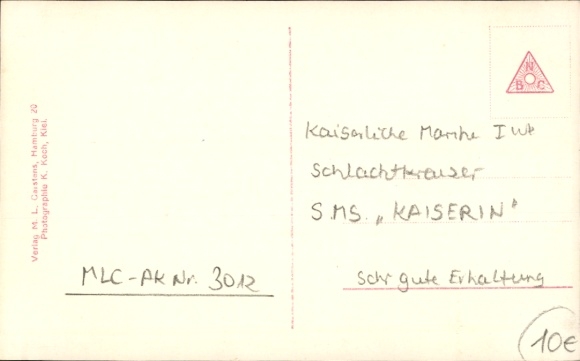 N
B C
Verlag M. L. Carstens, Hamburg 20
Photographie K. Koch, Kiel.
Kaiserliche Marine I WK
Schlachtkreuzer
S.M.S. „KAISERIN"
MLC-AK Nr. 3012
Sehr gute Erhaltung
10€